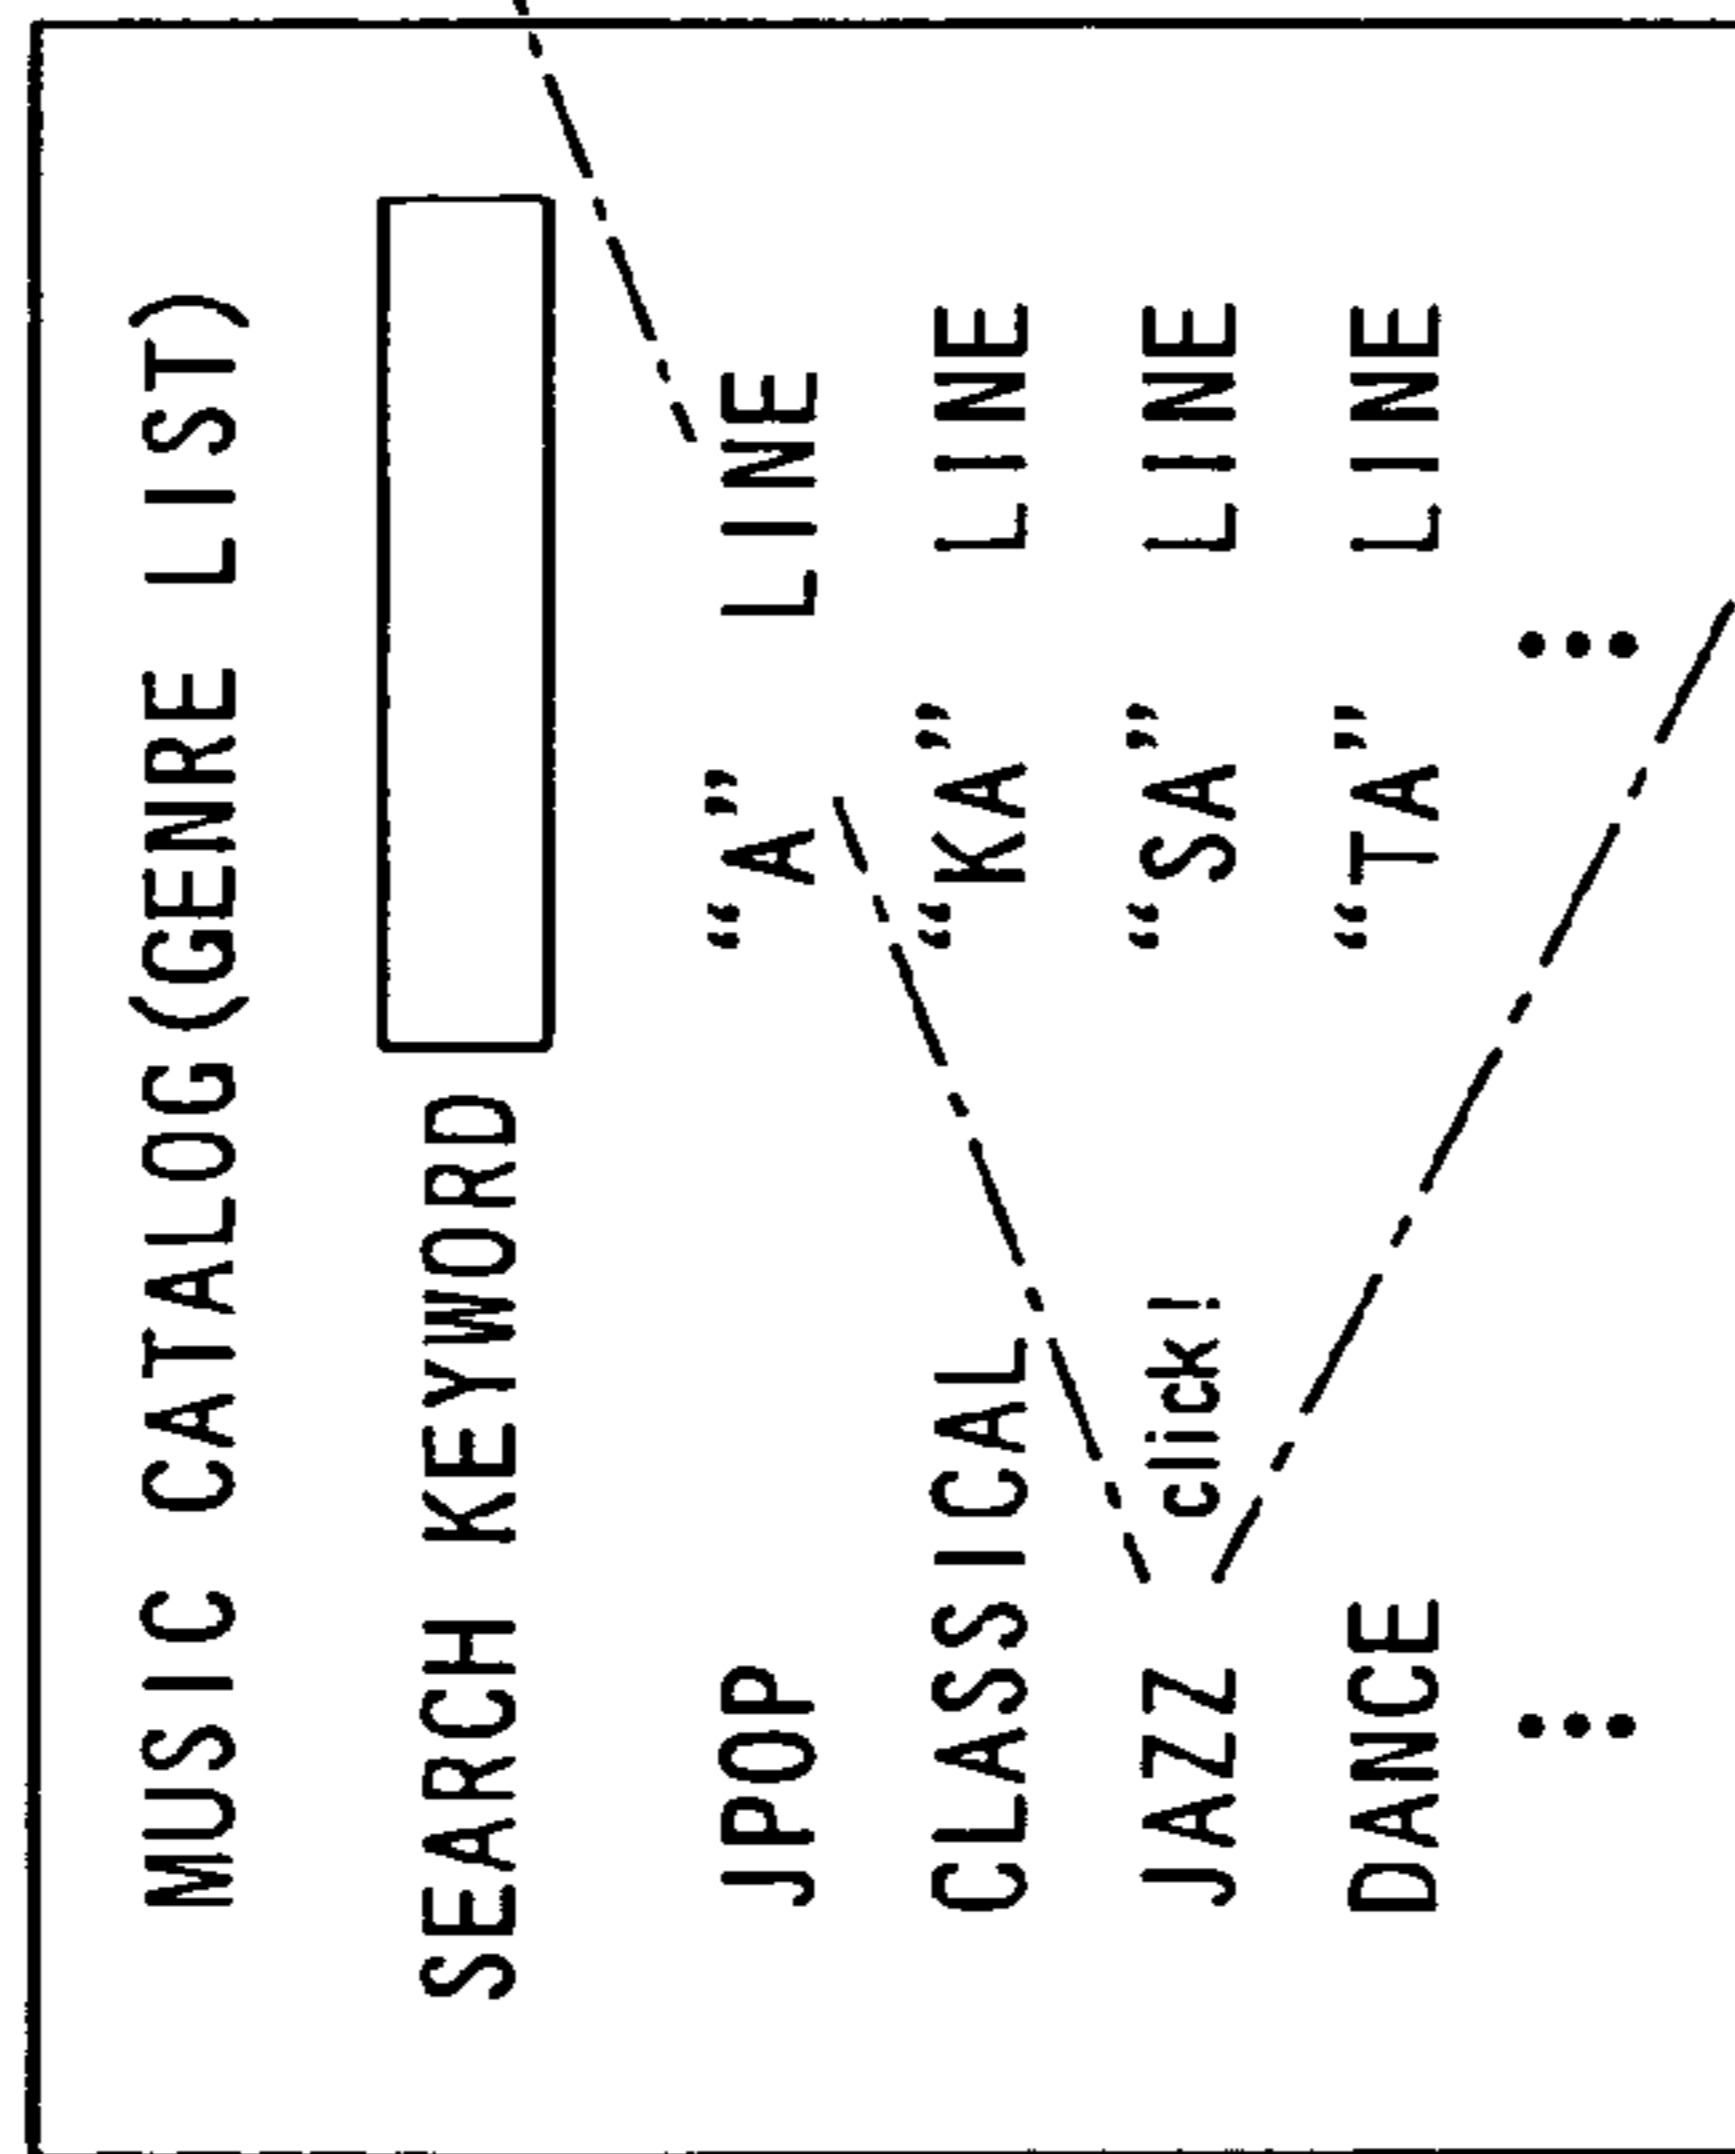 MUSIC CATALOG(GENRE LIST)
SEARCH KEYWORD
JPOP “A” LINE
CLASSICAL “KA” LINE
JAZZ click! “SA” LINE
DANCE “TA” LINE
••• •••